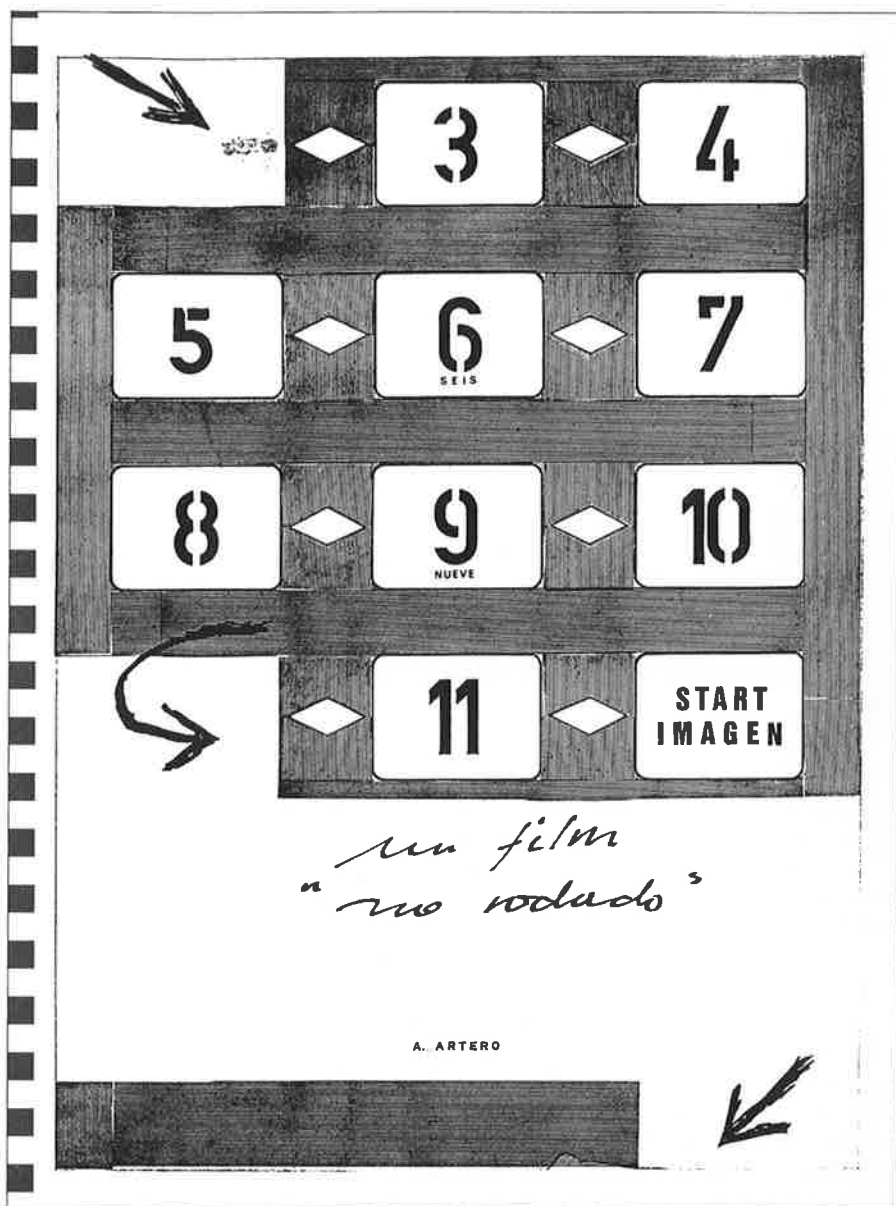 3 4
5 6 7
SEIS
8 9 10
NUEVE
11 START
IMAGEN
un film
"no rodado"
A. ARTERO